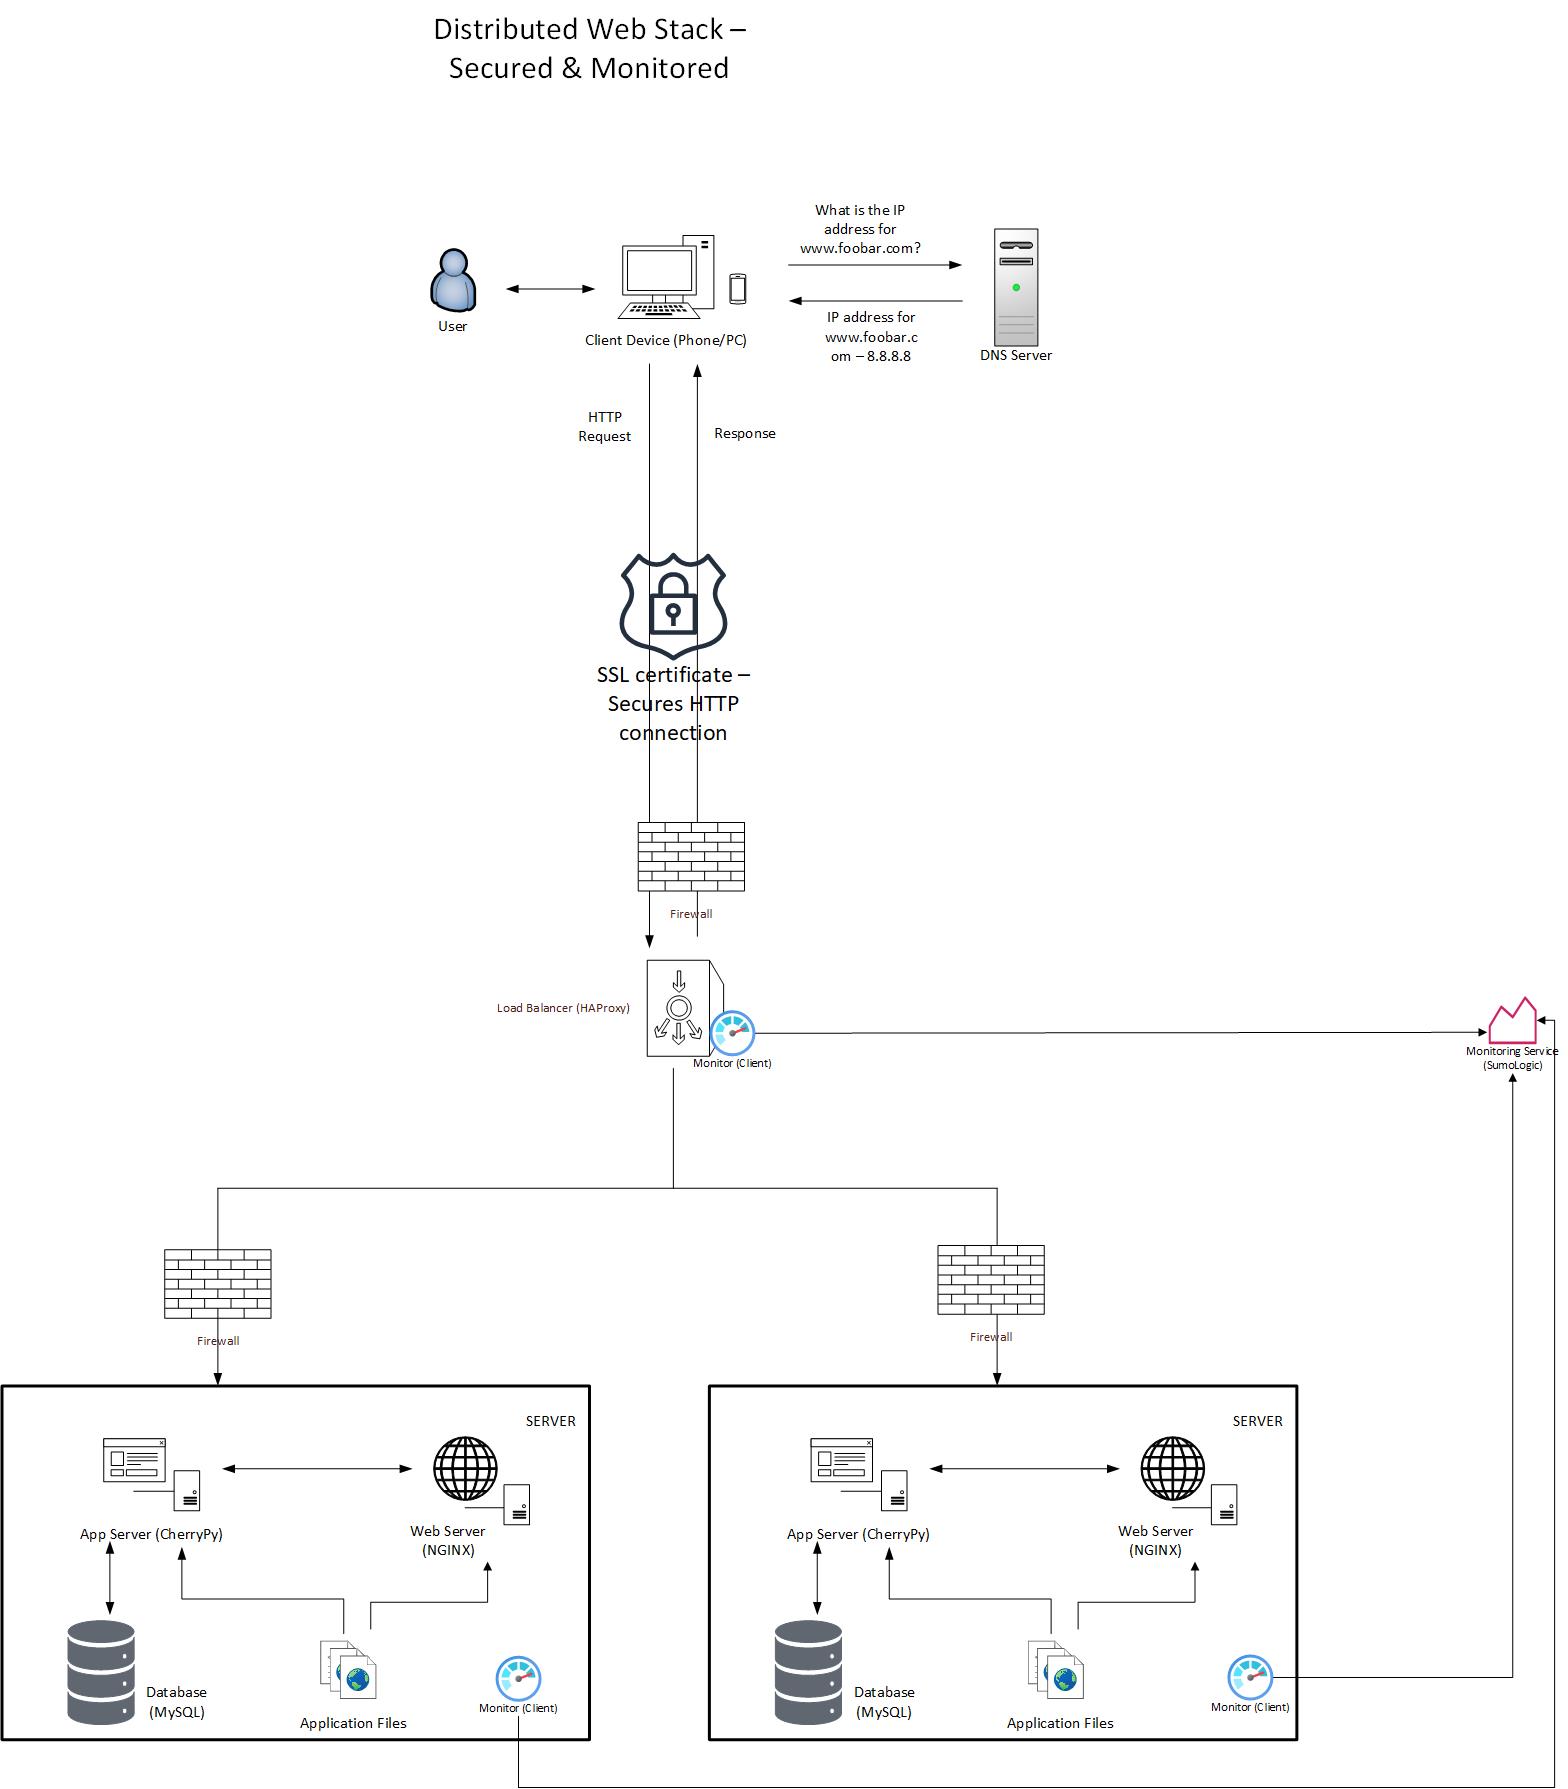 Distributed Web Stack –
Secured & Monitored
What is the IP
address for
www.foobar.com?
User
Client Device (Phone/PC)
IP address for
www.foobar.c
om – 8.8.8.8
DNS Server
HTTP
Request
Response
SSL certificate –
Secures HTTP
connection
Firewall
Load Balancer (HAProxy)
Monitor (Client)
Monitoring Service
(SumoLogic)
Firewall
Firewall
SERVER
App Server (CherryPy)
Web Server
(NGINX)
Database
(MySQL)
Application Files
Monitor (Client)
SERVER
App Server (CherryPy)
Web Server
(NGINX)
Database
(MySQL)
Application Files
Monitor (Client)